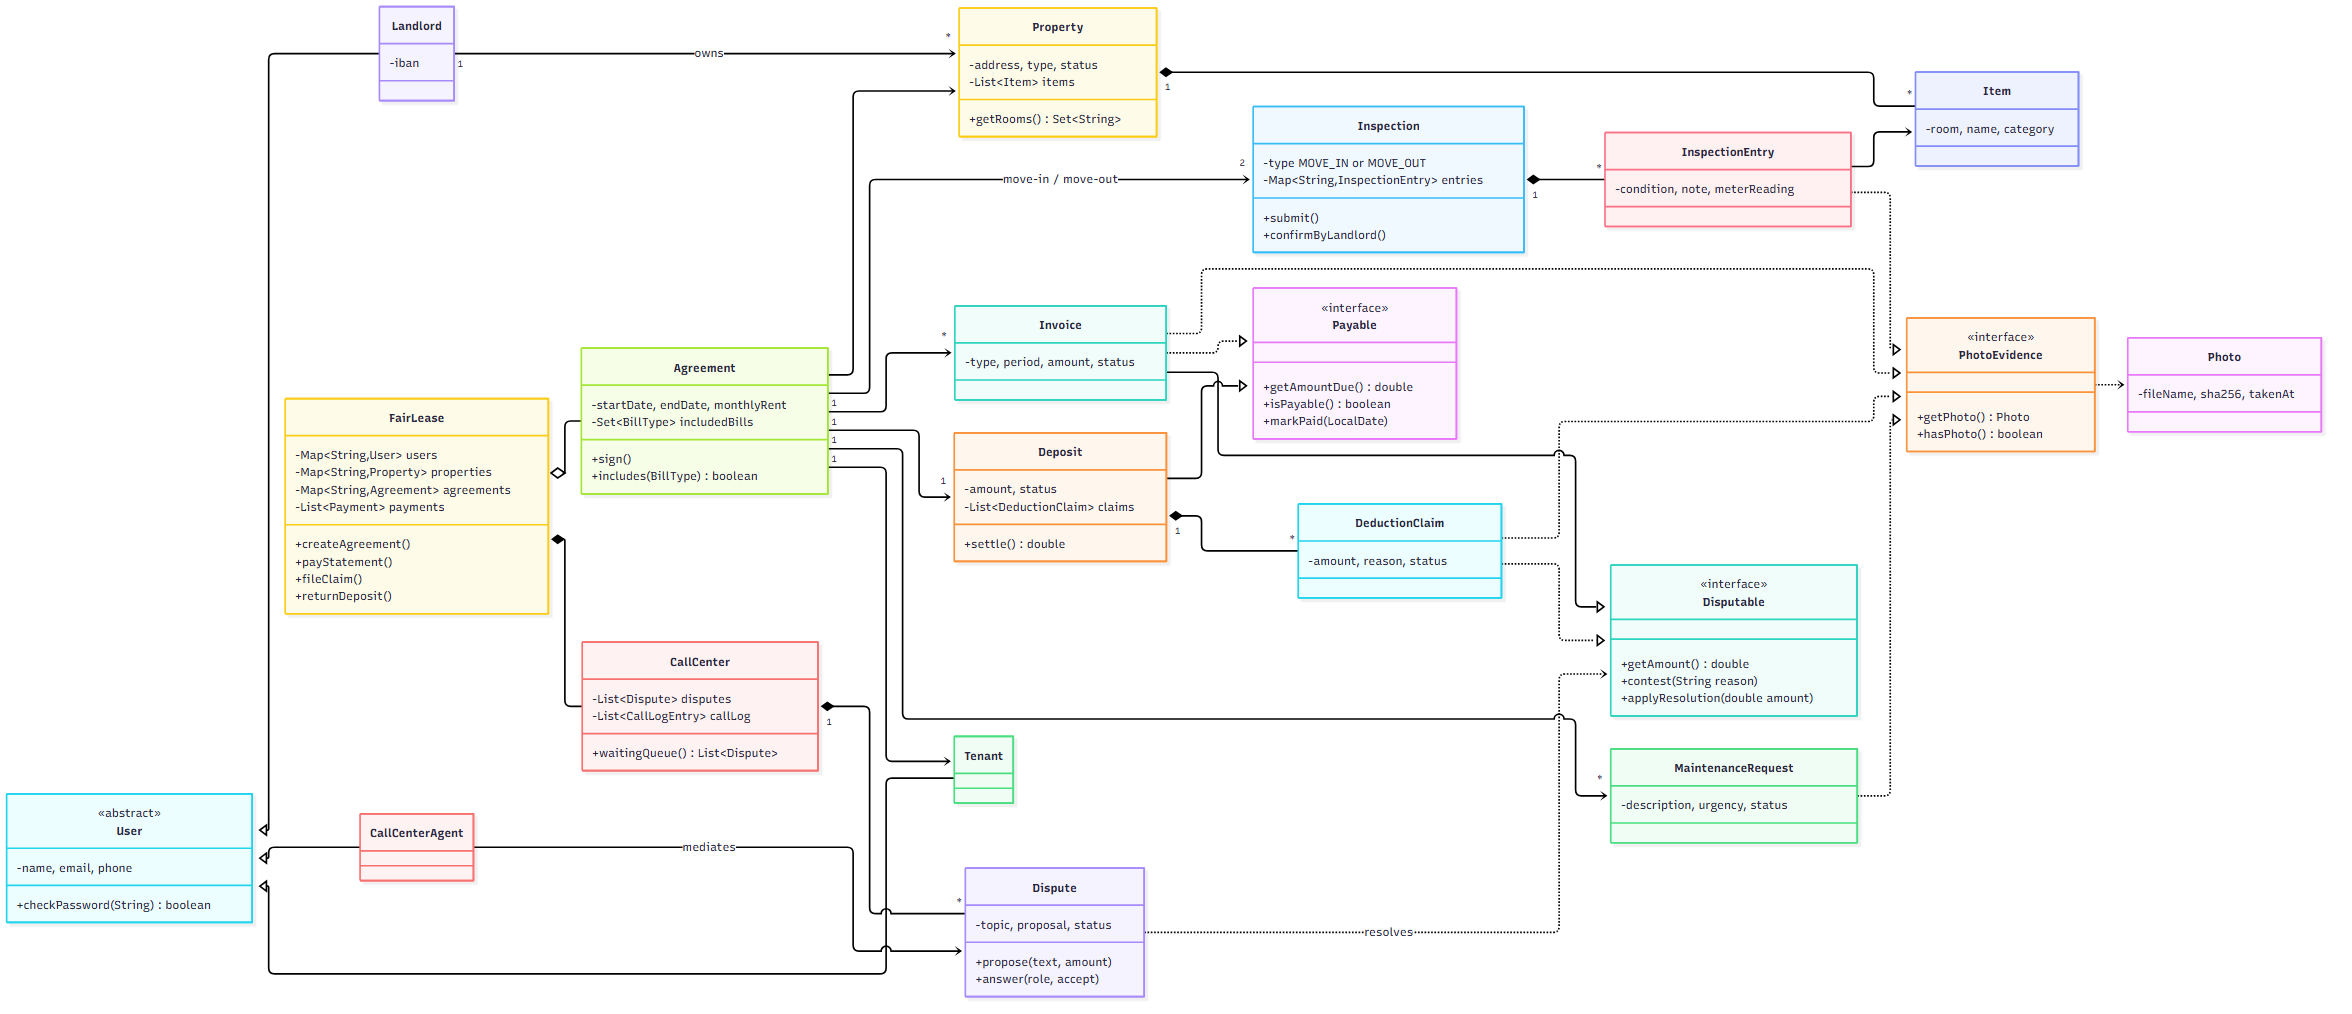 Landlord
-iban
1
owns
*
Property
-address, type, status
-List<Item> items
+getRooms() : Set<String>
1
*
Item
-room, name, category
Inspection
-type MOVE_IN or MOVE_OUT
-Map<String,InspectionEntry> entries
+submit()
+confirmByLandlord()
2
move-in / move-out
1
*
InspectionEntry
-condition, note, meterReading
Invoice
-type, period, amount, status
*
«interface»
Payable
+getAmountDue() : double
+isPayable() : boolean
+markPaid(LocalDate)
«interface»
PhotoEvidence
+getPhoto() : Photo
+hasPhoto() : boolean
Photo
-fileName, sha256, takenAt
Agreement
-startDate, endDate, monthlyRent
-Set<BillType> includedBills
+sign()
+includes(BillType) : boolean
1
1
1
1
FairLease
-Map<String,User> users
-Map<String,Property> properties
-Map<String,Agreement> agreements
-List<Payment> payments
+createAgreement()
+payStatement()
+fileClaim()
+returnDeposit()
1
Deposit
-amount, status
-List<DeductionClaim> claims
+settle() : double
1
*
DeductionClaim
-amount, reason, status
«interface»
Disputable
+getAmount() : double
+contest(String reason)
+applyResolution(double amount)
CallCenter
-List<Dispute> disputes
-List<CallLogEntry> callLog
+waitingQueue() : List<Dispute>
1
Tenant
*
MaintenanceRequest
-description, urgency, status
«abstract»
User
-name, email, phone
+checkPassword(String) : boolean
CallCenterAgent
mediates
*
Dispute
-topic, proposal, status
+propose(text, amount)
+answer(role, accept)
resolves